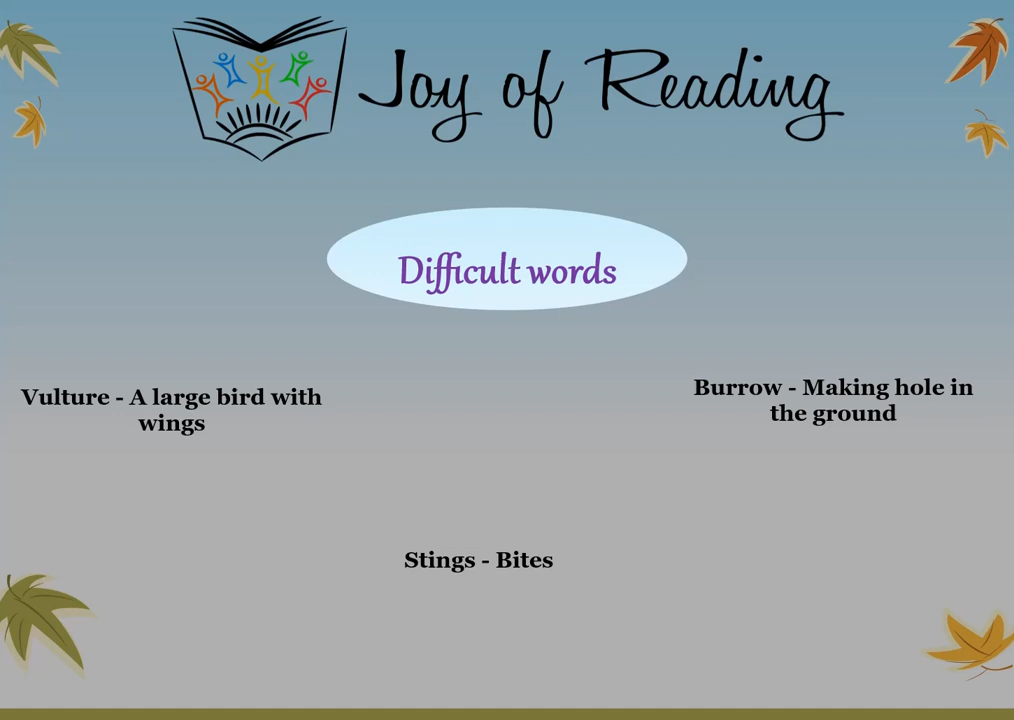 Joy of Reading
Difficult words
Vulture - A large bird with
wings
Burrow - Making hole in
the ground
Stings - Bites